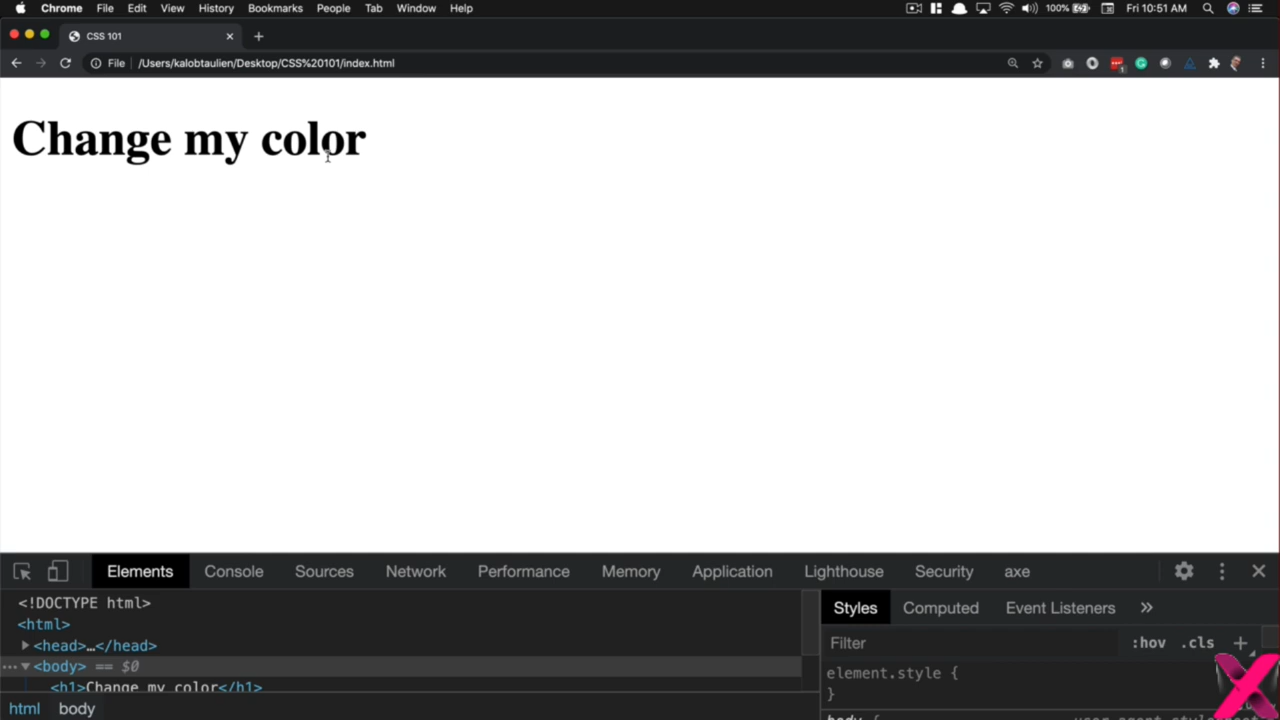 Chrome File Edit View History Bookmarks People Tab Window Help 100% Fri 10:51 AM
CSS 101
File /Users/kalobtaulien/Desktop/CSS%20101/index.html
Change my color
Elements Console Sources Network Performance Memory Application Lighthouse Security axe
<!DOCTYPE html>
<html>
<head>…</head>
<body> == $0
<h1>Change my color</h1>
html body
Styles Computed Event Listeners
Filter :hov .cls
element.style {
}
body {